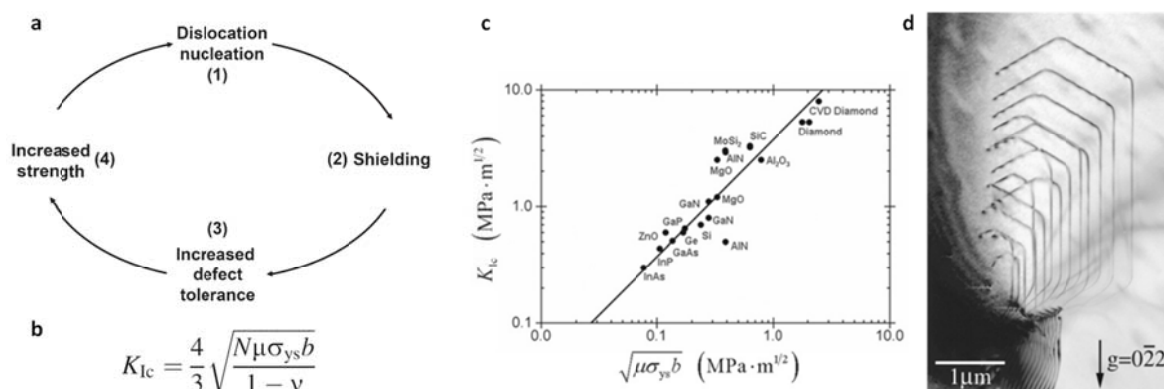 a
Dislocation
nucleation
(1)
(2) Shielding
(3)
Increased
defect
tolerance
Increased
strength
(4)
b
K_Ic = 4/3 √(Nμσ_ys b / 1 − ν)
c
10.0
1.0
0.1
K_Ic (MPa·m^1/2)
0.0
0.1
1.0
10.0
√(μσ_ys b) (MPa·m^1/2)
CVD Diamond
Diamond
SiC
MoSi₂
AlN
MgO
Al₂O₃
GaN
MgO
GaP
GaN
ZnO
Ge
Si
GaAs
AlN
InP
InAs
d
1μm
g=02̅2